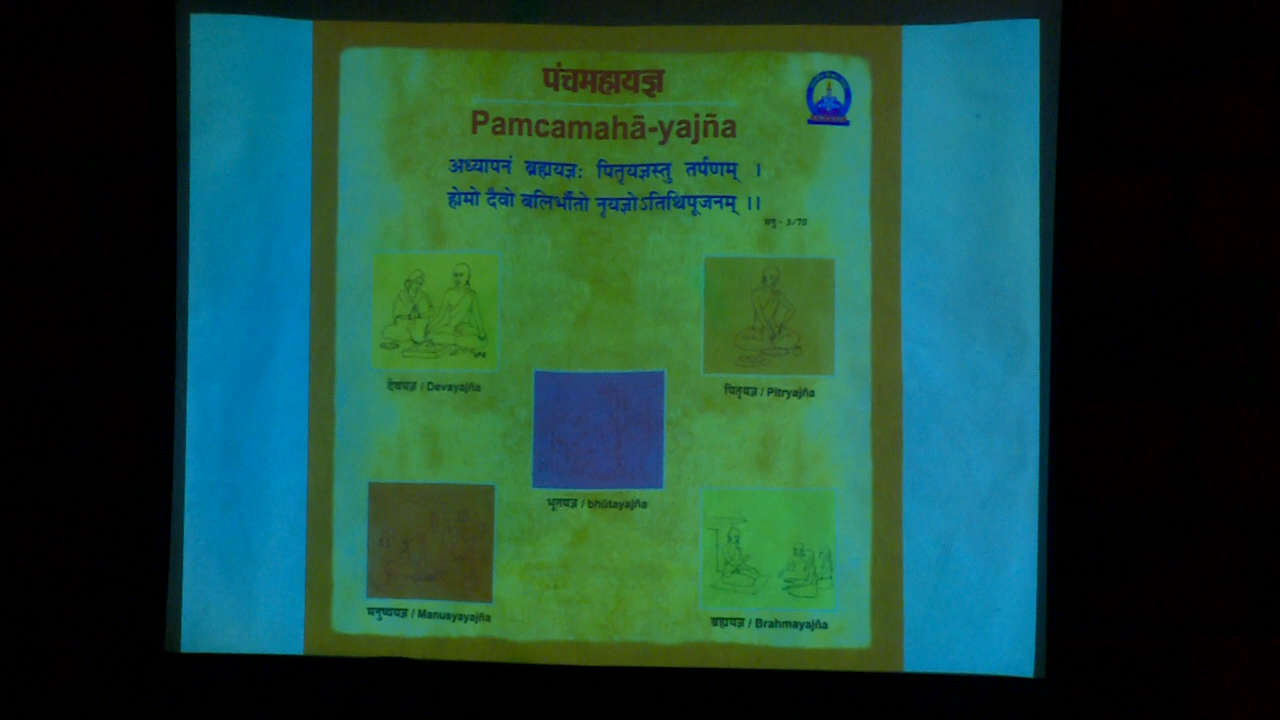 पंचमहायज्ञ
Pamcamahā-yajña
अध्यापनं ब्रह्मयज्ञः पितृयज्ञस्तु तर्पणम् ।
होमो दैवो बलिर्भौतो नृयज्ञोऽतिथिपूजनम् ।।
मनु - 3/70
देवयज्ञ / Devayajña
पितृयज्ञ / Pitryajña
भूतयज्ञ / bhūtayajña
मनुष्ययज्ञ / Manusyayajña
ब्रह्मयज्ञ / Brahmayajña